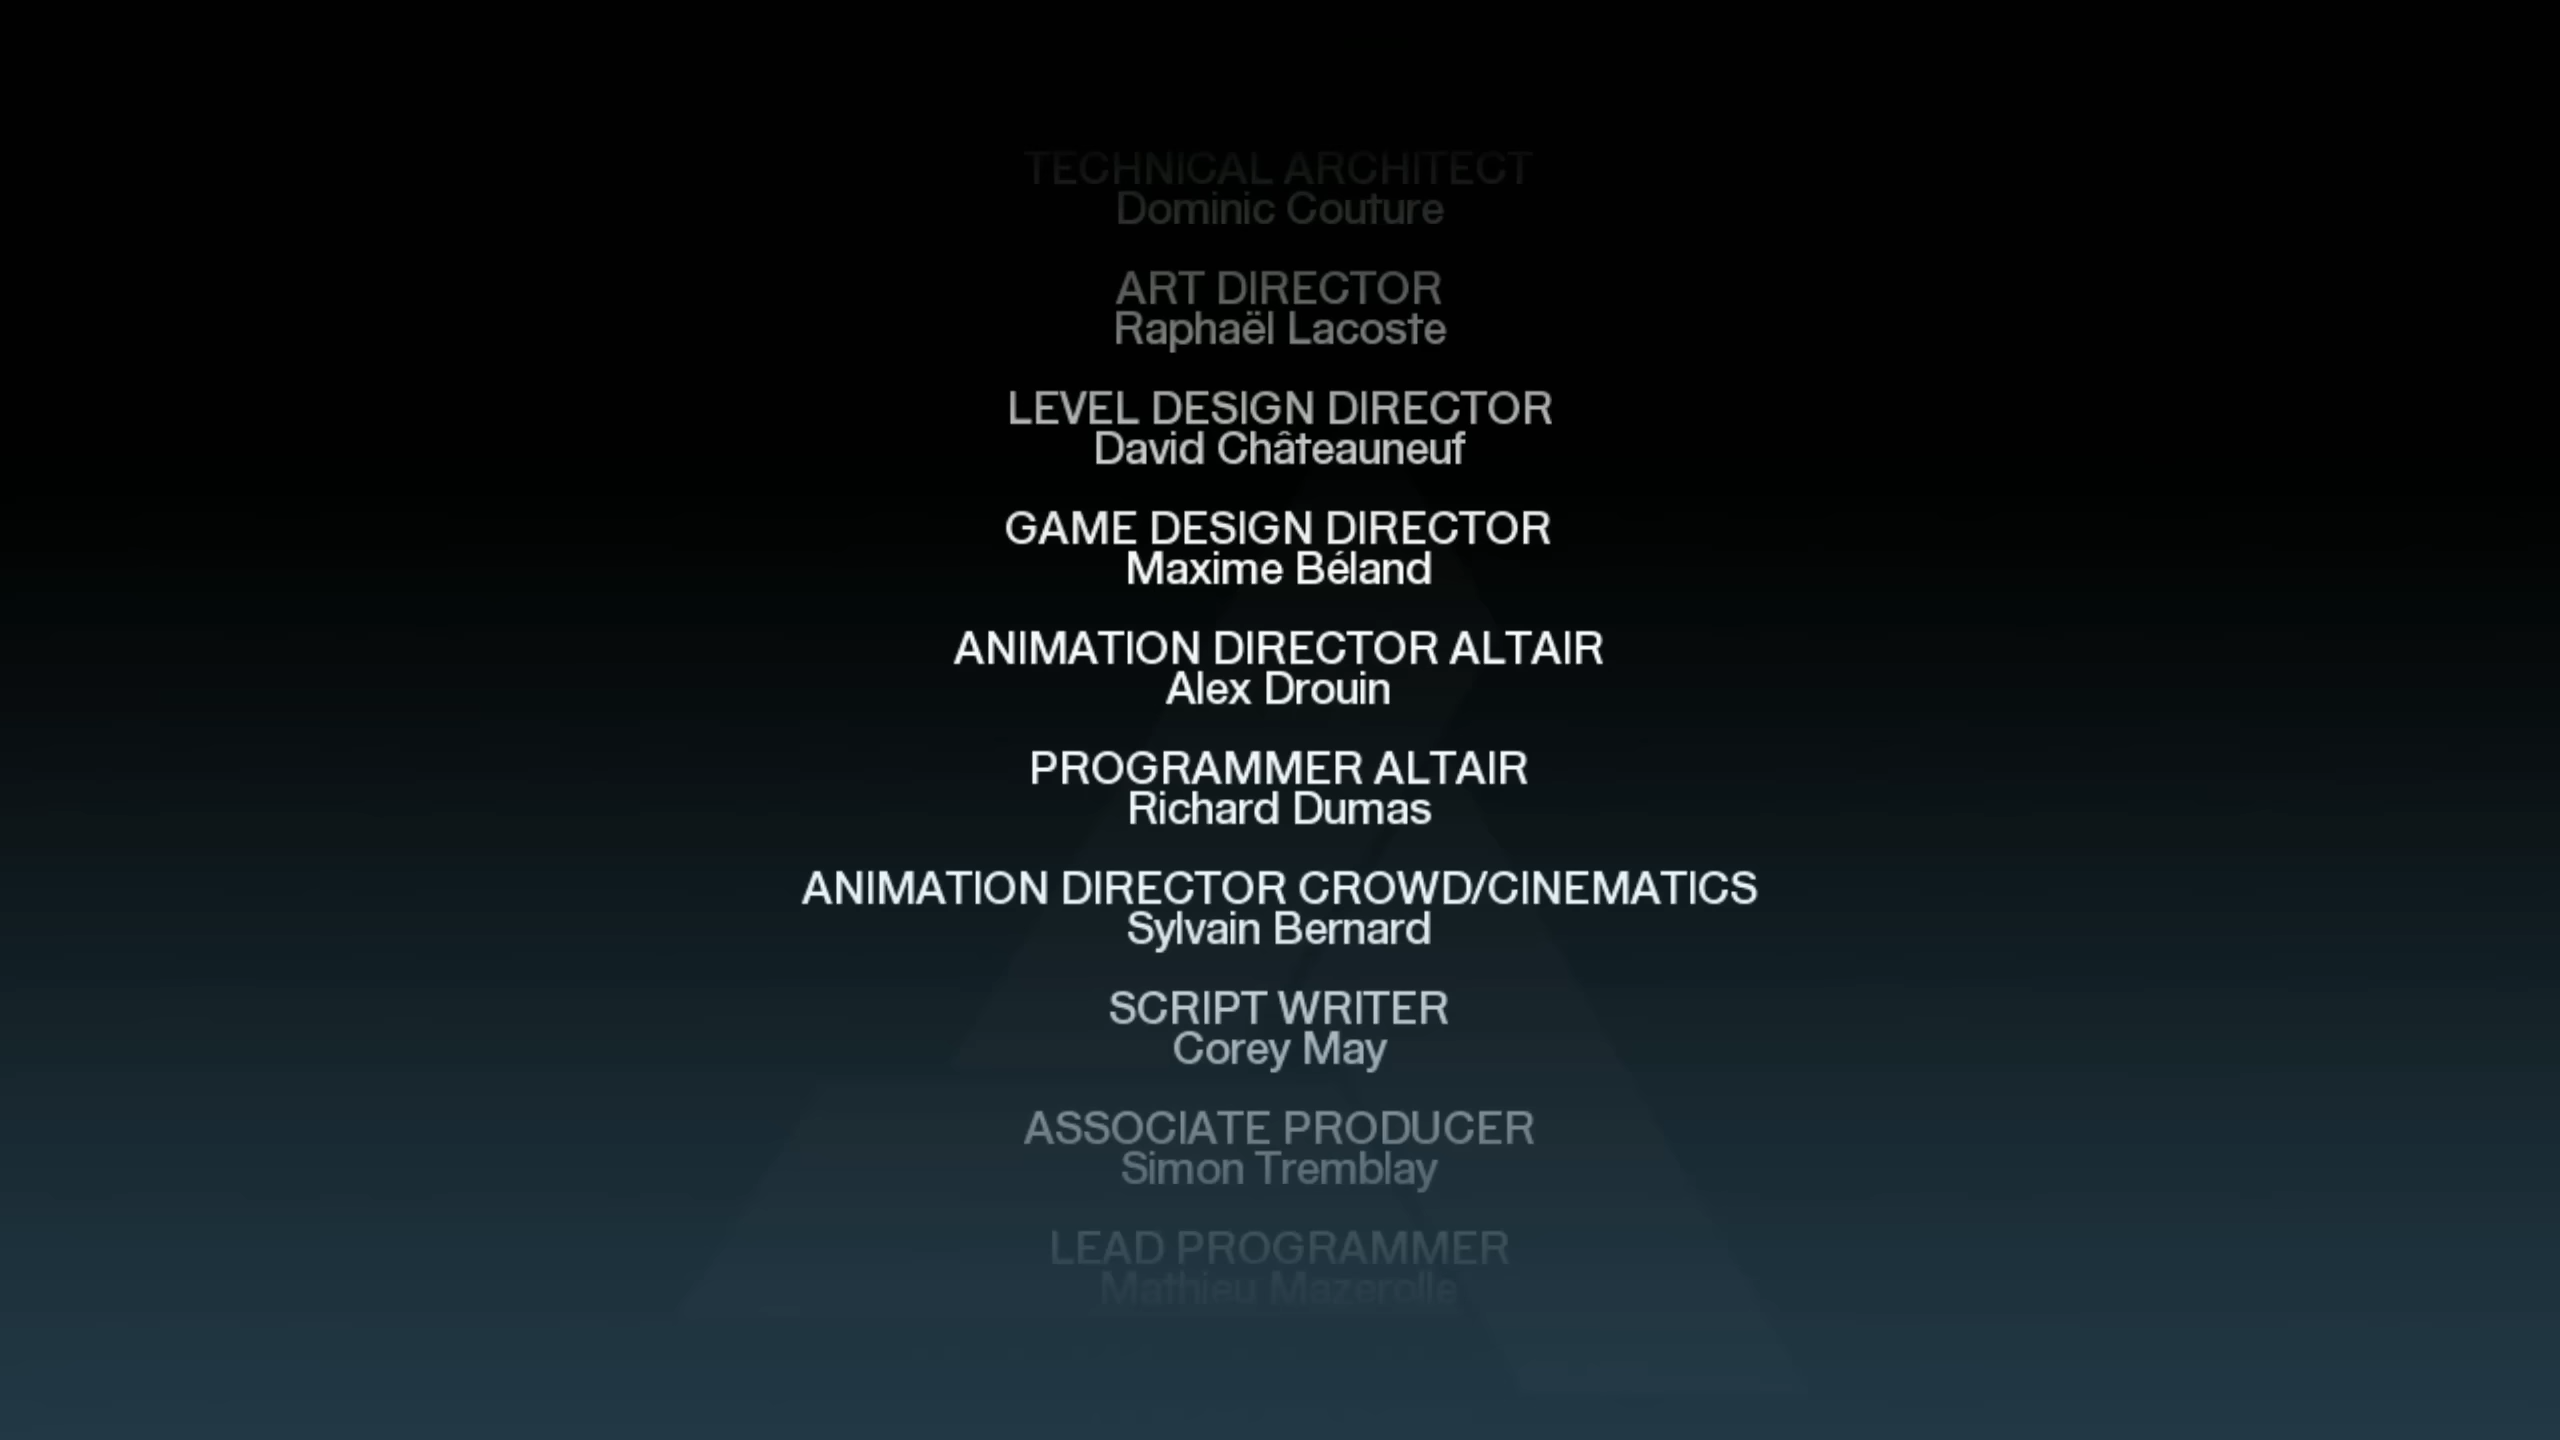 TECHNICAL ARCHITECT
Dominic Couture
ART DIRECTOR
Raphaël Lacoste
LEVEL DESIGN DIRECTOR
David Châteauneuf
GAME DESIGN DIRECTOR
Maxime Béland
ANIMATION DIRECTOR ALTAIR
Alex Drouin
PROGRAMMER ALTAIR
Richard Dumas
ANIMATION DIRECTOR CROWD/CINEMATICS
Sylvain Bernard
SCRIPT WRITER
Corey May
ASSOCIATE PRODUCER
Simon Tremblay
LEAD PROGRAMMER
Mathieu Mazerolle